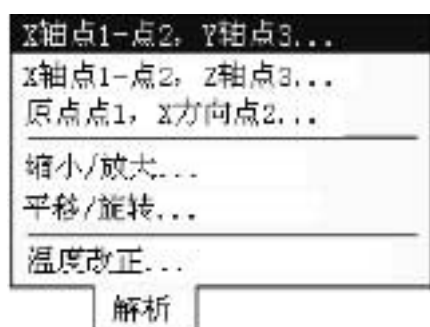 X轴点1-点2, Y轴点3...
X轴点1-点2, Z轴点3...
原点点1, X方向点2...
缩小/放大...
平移/旋转...
温度改正...
解析